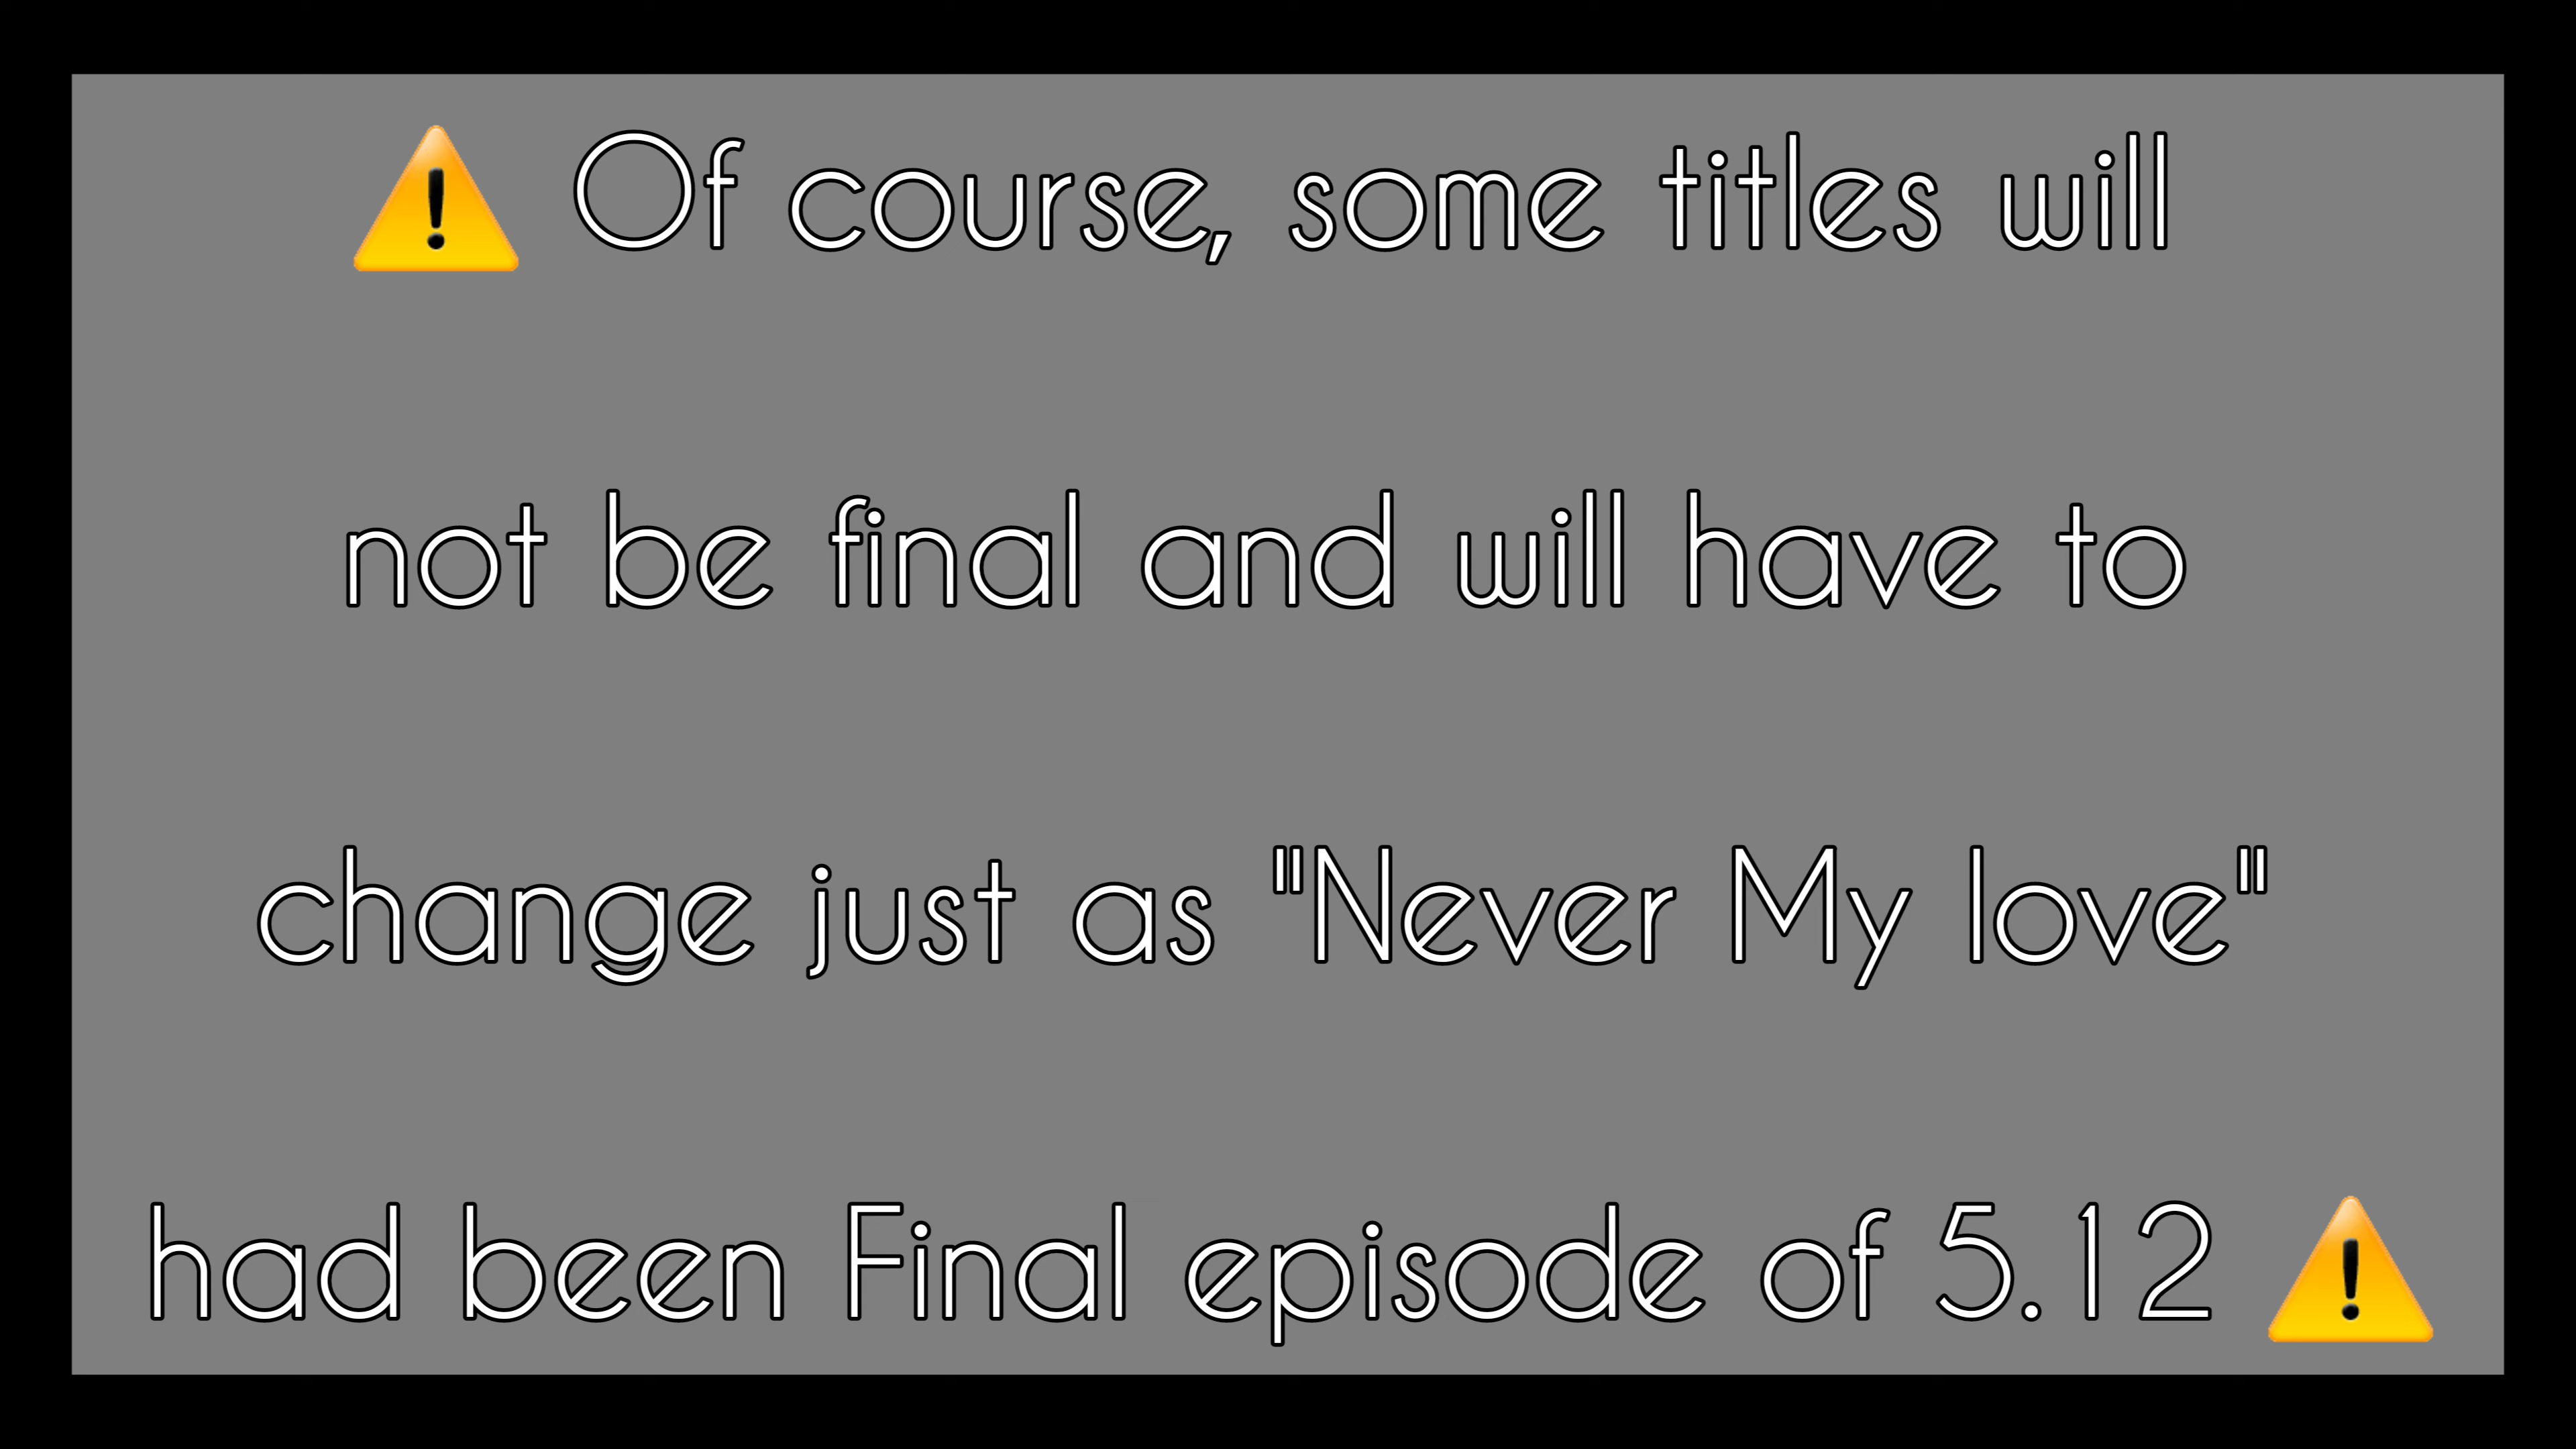 ⚠️ Of course, some titles will
not be final and will have to
change just as "Never My love"
had been Final episode of 5.12 ⚠️